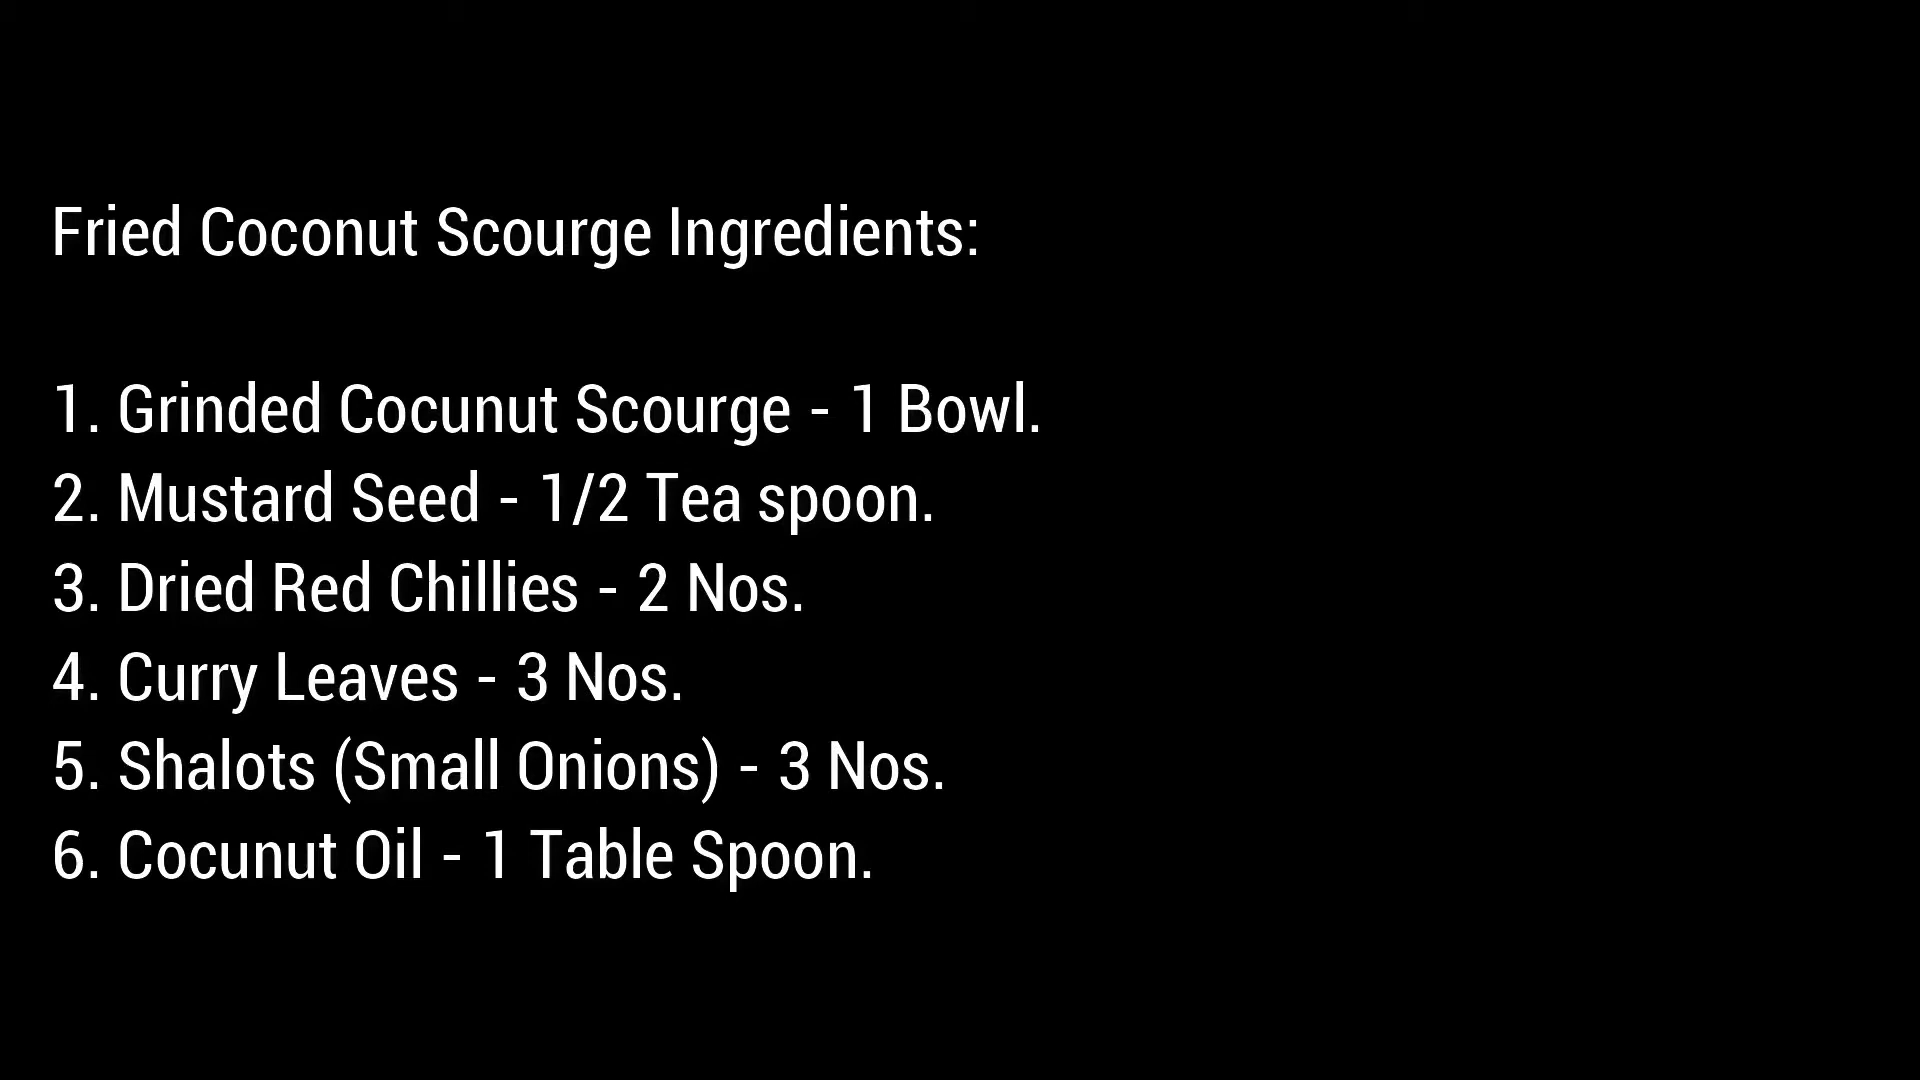 Fried Coconut Scourge Ingredients:
1. Grinded Cocunut Scourge - 1 Bowl.
2. Mustard Seed - 1/2 Tea spoon.
3. Dried Red Chillies - 2 Nos.
4. Curry Leaves - 3 Nos.
5. Shalots (Small Onions) - 3 Nos.
6. Cocunut Oil - 1 Table Spoon.